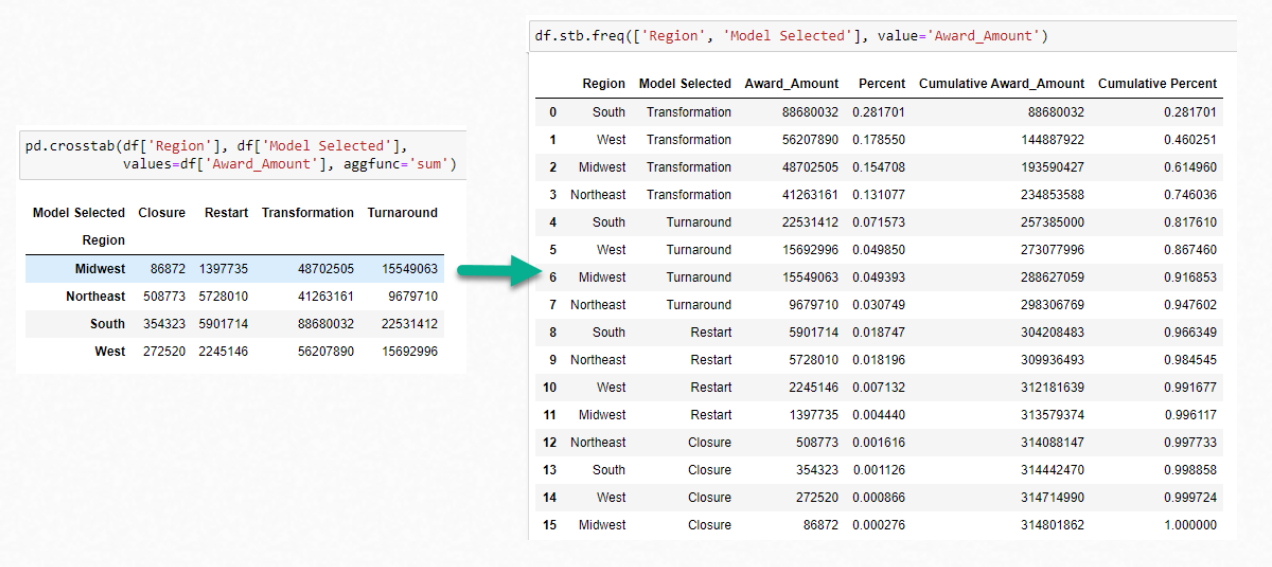 pd.crosstab(df['Region'], df['Model Selected'],
values=df['Award_Amount'], aggfunc='sum')
Model Selected Closure Restart Transformation Turnaround
Region
Midwest 86872 1397735 48702505 15549063
Northeast 508773 5728010 41263161 9679710
South 354323 5901714 88680032 22531412
West 272520 2245146 56207890 15692996
df.stb.freq(['Region', 'Model Selected'], value='Award_Amount')
Region Model Selected Award_Amount Percent Cumulative Award_Amount Cumulative Percent
0 South Transformation 88680032 0.281701 88680032 0.281701
1 West Transformation 56207890 0.178550 144887922 0.460251
2 Midwest Transformation 48702505 0.154708 193590427 0.614960
3 Northeast Transformation 41263161 0.131077 234853588 0.746036
4 South Turnaround 22531412 0.071573 257385000 0.817610
5 West Turnaround 15692996 0.049850 273077996 0.867460
6 Midwest Turnaround 15549063 0.049393 288627059 0.916853
7 Northeast Turnaround 9679710 0.030749 298306769 0.947602
8 South Restart 5901714 0.018747 304208483 0.966349
9 Northeast Restart 5728010 0.018196 309936493 0.984545
10 West Restart 2245146 0.007132 312181639 0.991677
11 Midwest Restart 1397735 0.004440 313579374 0.996117
12 Northeast Closure 508773 0.001616 314088147 0.997733
13 South Closure 354323 0.001126 314442470 0.998858
14 West Closure 272520 0.000866 314714990 0.999724
15 Midwest Closure 86872 0.000276 314801862 1.000000